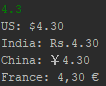 4.3
US: $4.30
India: Rs.4.30
China: ¥4.30
France: 4,30 €